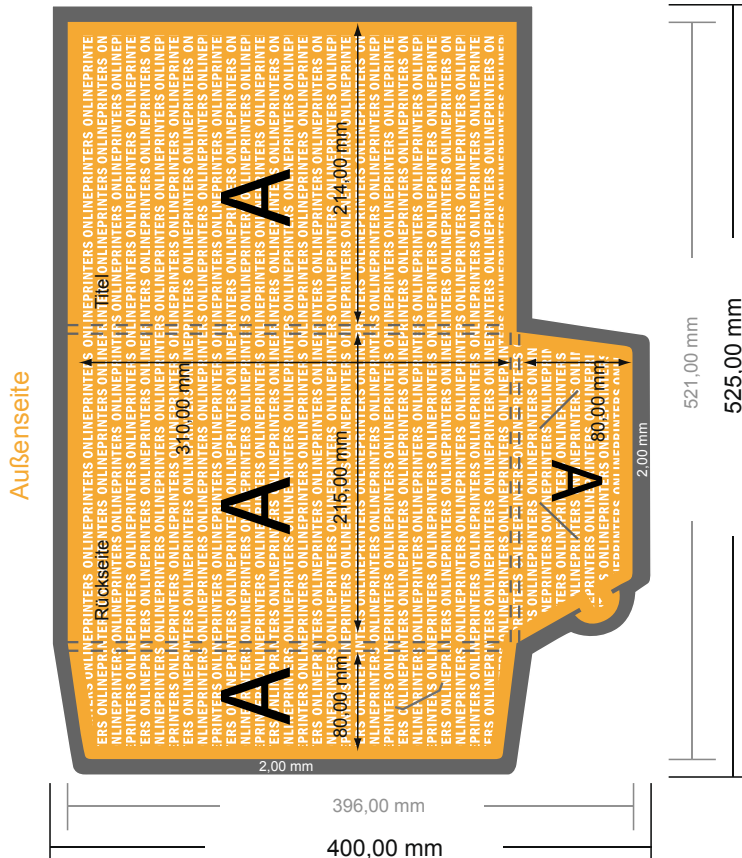 Außenseite
Titel
A
214,00 mm
310,00 mm
Rückseite
A
215,00 mm
A
80,00 mm
A
80,00 mm
2,00 mm
2,00 mm
521,00 mm
525,00 mm
396,00 mm
400,00 mm
ONLINEPRINTERS ONLINEPRINTERS ONLINEPRINTERS